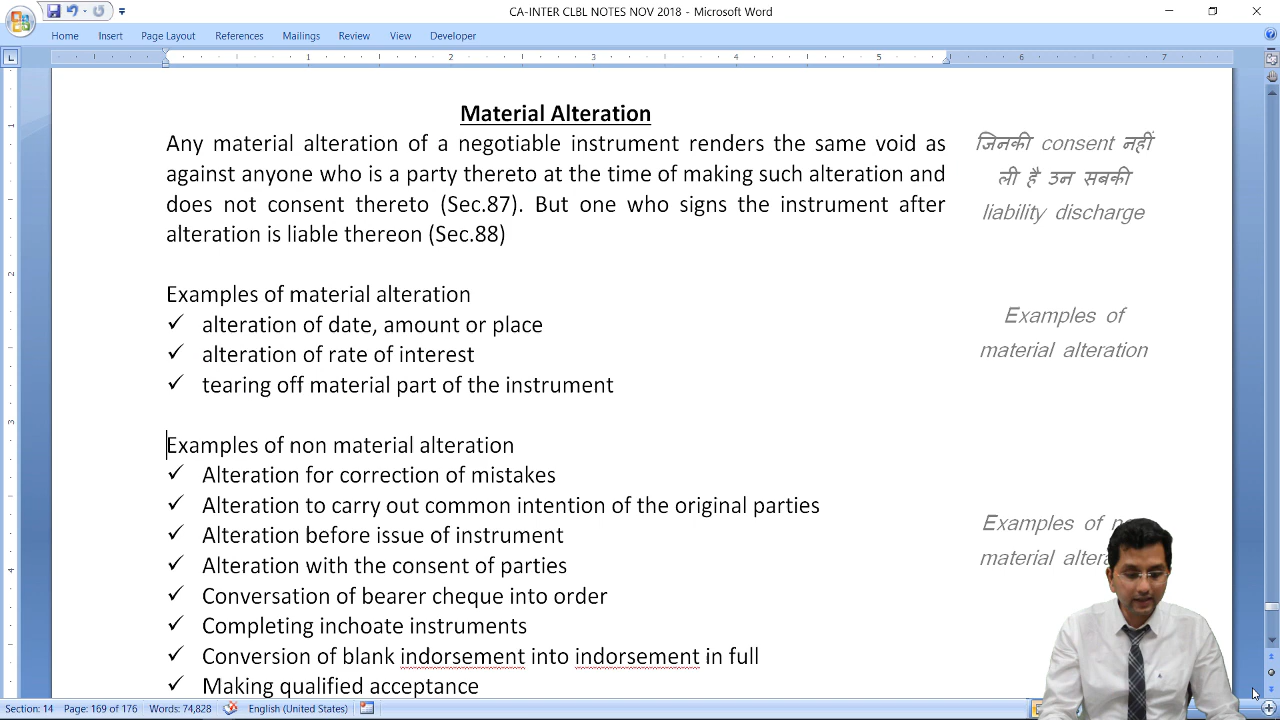 CA-INTER CLBL NOTES NOV 2018 - Microsoft Word
Home Insert Page Layout References Mailings Review View Developer
1 2 3 4 5 6 7
Material Alteration
Any material alteration of a negotiable instrument renders the same void as
against anyone who is a party thereto at the time of making such alteration and
does not consent thereto (Sec.87). But one who signs the instrument after
alteration is liable thereon (Sec.88)
जिनकी consent नहीं
ली है उन सबकी
liability discharge
Examples of material alteration
✓ alteration of date, amount or place
✓ alteration of rate of interest
✓ tearing off material part of the instrument
Examples of
material alteration
Examples of non material alteration
✓ Alteration for correction of mistakes
✓ Alteration to carry out common intention of the original parties
✓ Alteration before issue of instrument
✓ Alteration with the consent of parties
✓ Conversation of bearer cheque into order
✓ Completing inchoate instruments
✓ Conversion of blank indorsement into indorsement in full
✓ Making qualified acceptance
Examples of
material
Section: 14 Page: 169 of 176 Words: 74,828 English (United States)